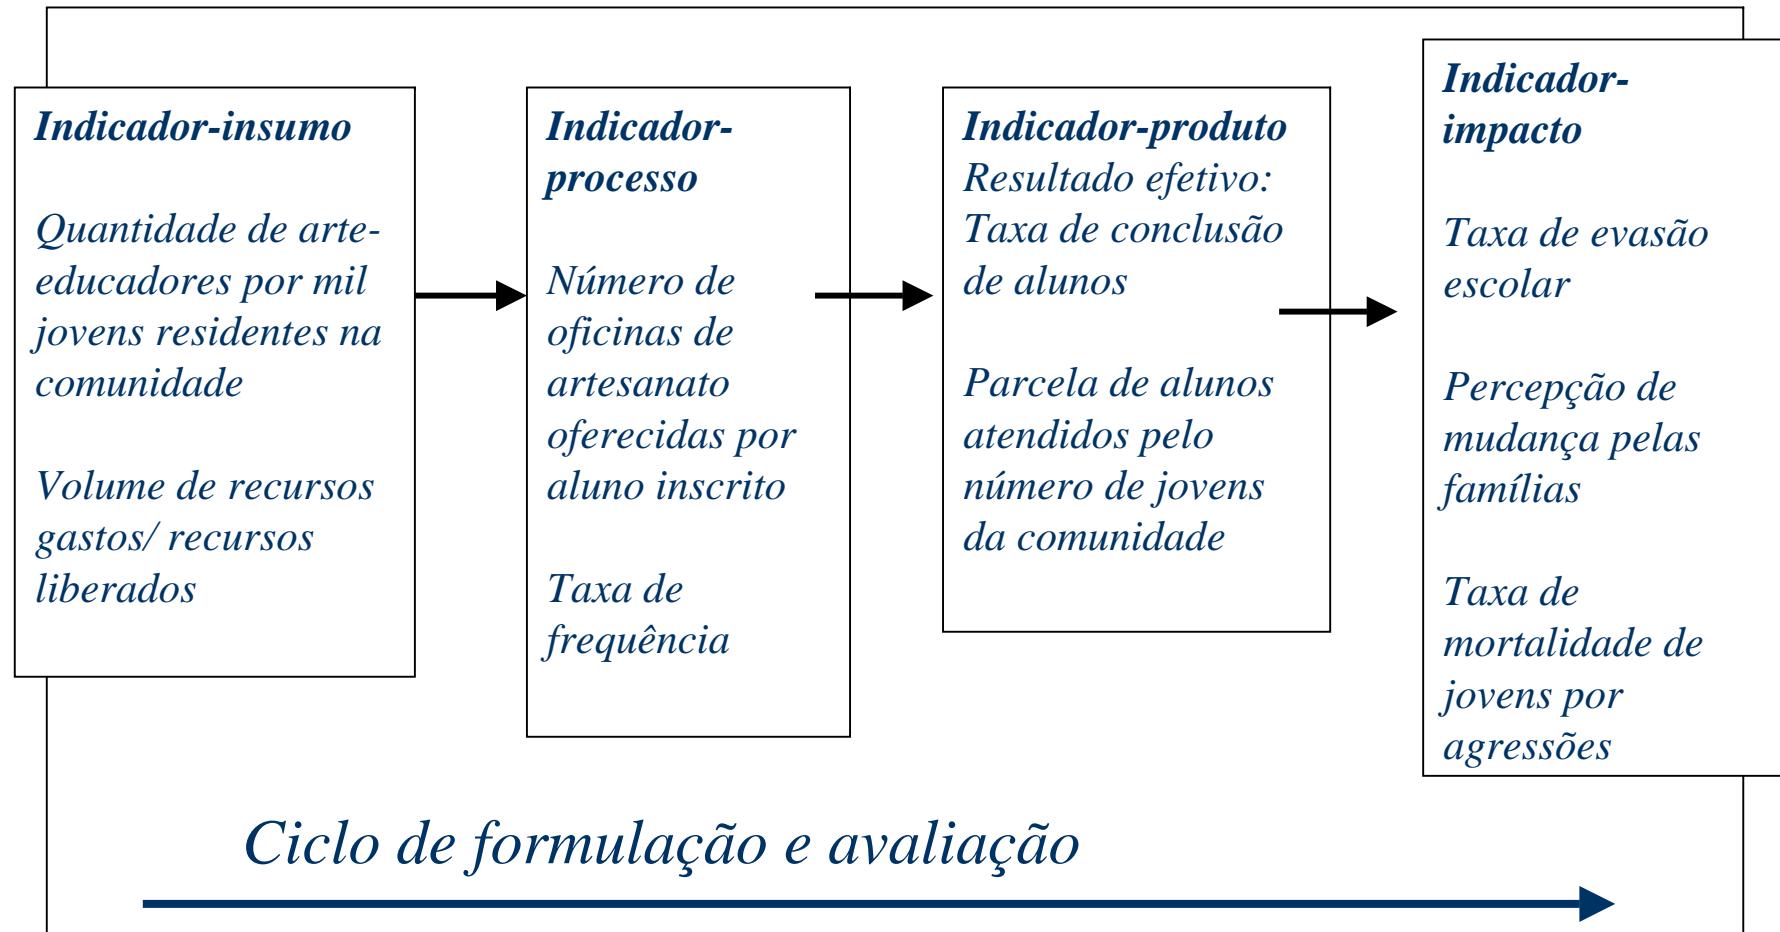 Indicador-insumo
Quantidade de arte-
educadores por mil
jovens residentes na
comunidade
Volume de recursos
gastos/ recursos
liberados
Indicador-
processo
Número de
oficinas de
artesanato
oferecidas por
aluno inscrito
Taxa de
frequência
Indicador-produto
Resultado efetivo:
Taxa de conclusão
de alunos
Parcela de alunos
atendidos pelo
número de jovens
da comunidade
Indicador-
impacto
Taxa de evasão
escolar
Percepção de
mudança pelas
famílias
Taxa de
mortalidade de
jovens por
agressões
Ciclo de formulação e avaliação